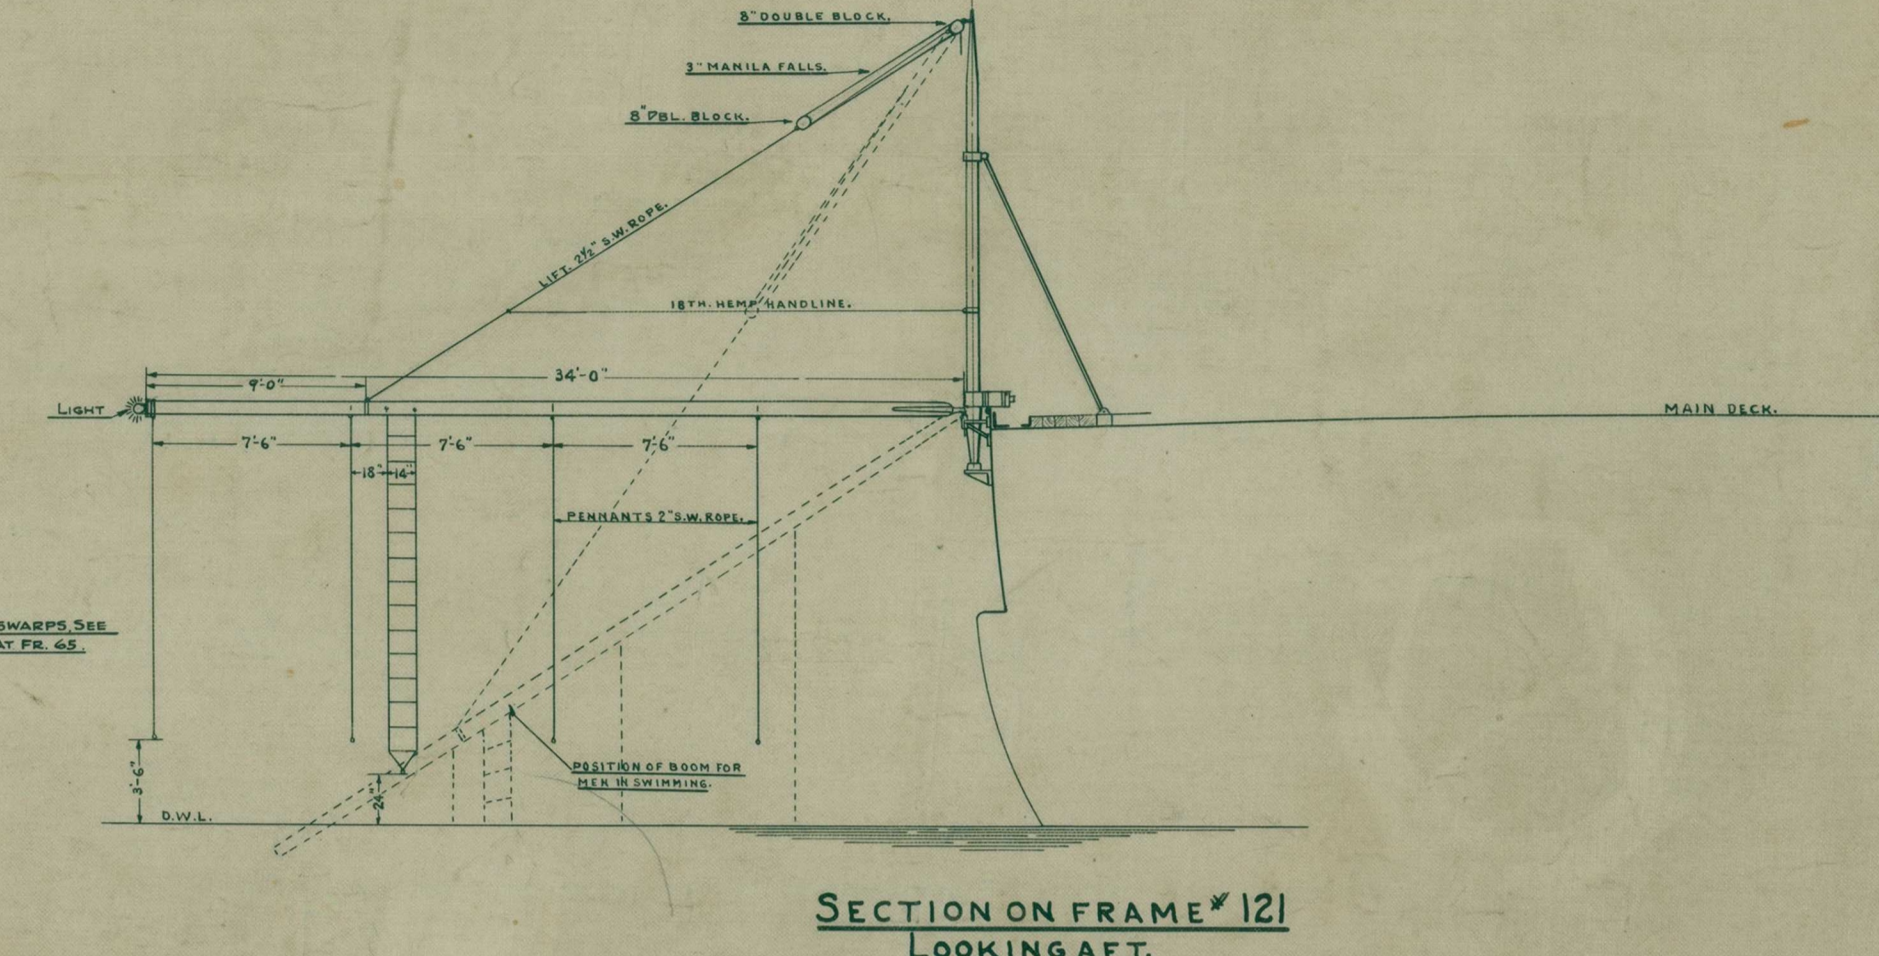 8" DOUBLE BLOCK.
3" MANILA FALLS.
8" DBL. BLOCK.
LIFT. 2½" S.W. ROPE.
18TH. HEMP HANDLINE.
34'-0"
9'-0"
LIGHT
MAIN DECK.
7'-6" 7'-6" 7'-6"
18" 14"
PENNANTS 2" S.W. ROPE.
SWARPS, SEE
AT FR. 65.
POSITION OF BOOM FOR
MEN IN SWIMMING.
3'-6"
24"
D.W.L.
SECTION ON FRAME # 121
LOOKING AFT.